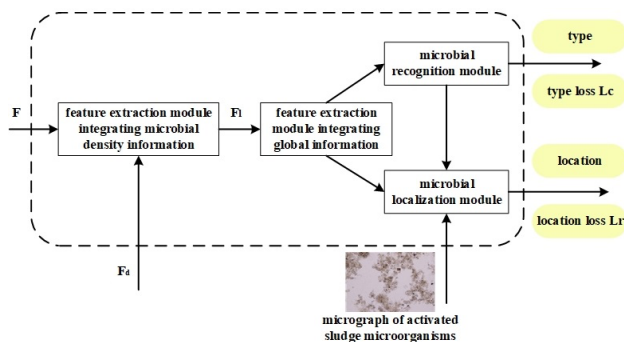 type
microbial
recognition module
type loss Lc
F
feature extraction module
integrating microbial
density information
Fl
feature extraction
module integrating
global information
location
microbial
localization module
location loss Lr
Fd
micrograph of activated
sludge microorganisms